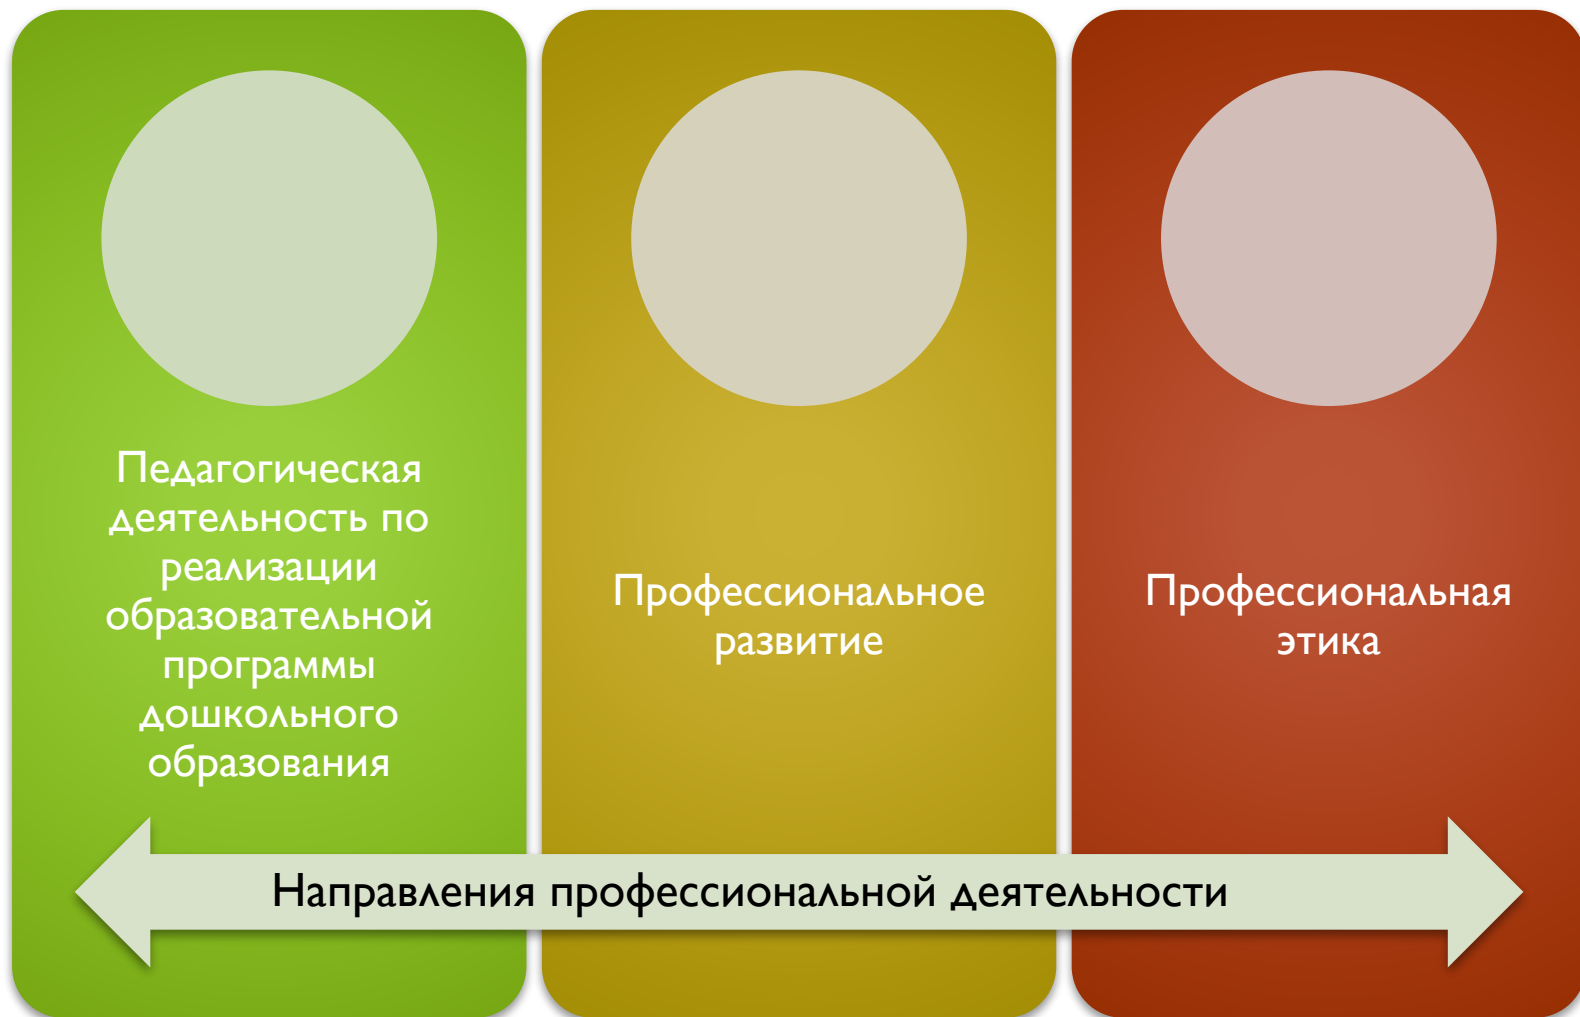 Педагогическая
деятельность по
реализации
образовательной
программы
дошкольного
образования
Профессиональное
развитие
Профессиональная
этика
Направления профессиональной деятельности